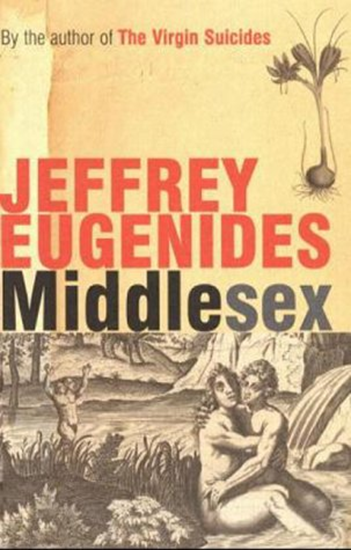 By the author of The Virgin Suicides
JEFFREY
EUGENIDES
Middlesex